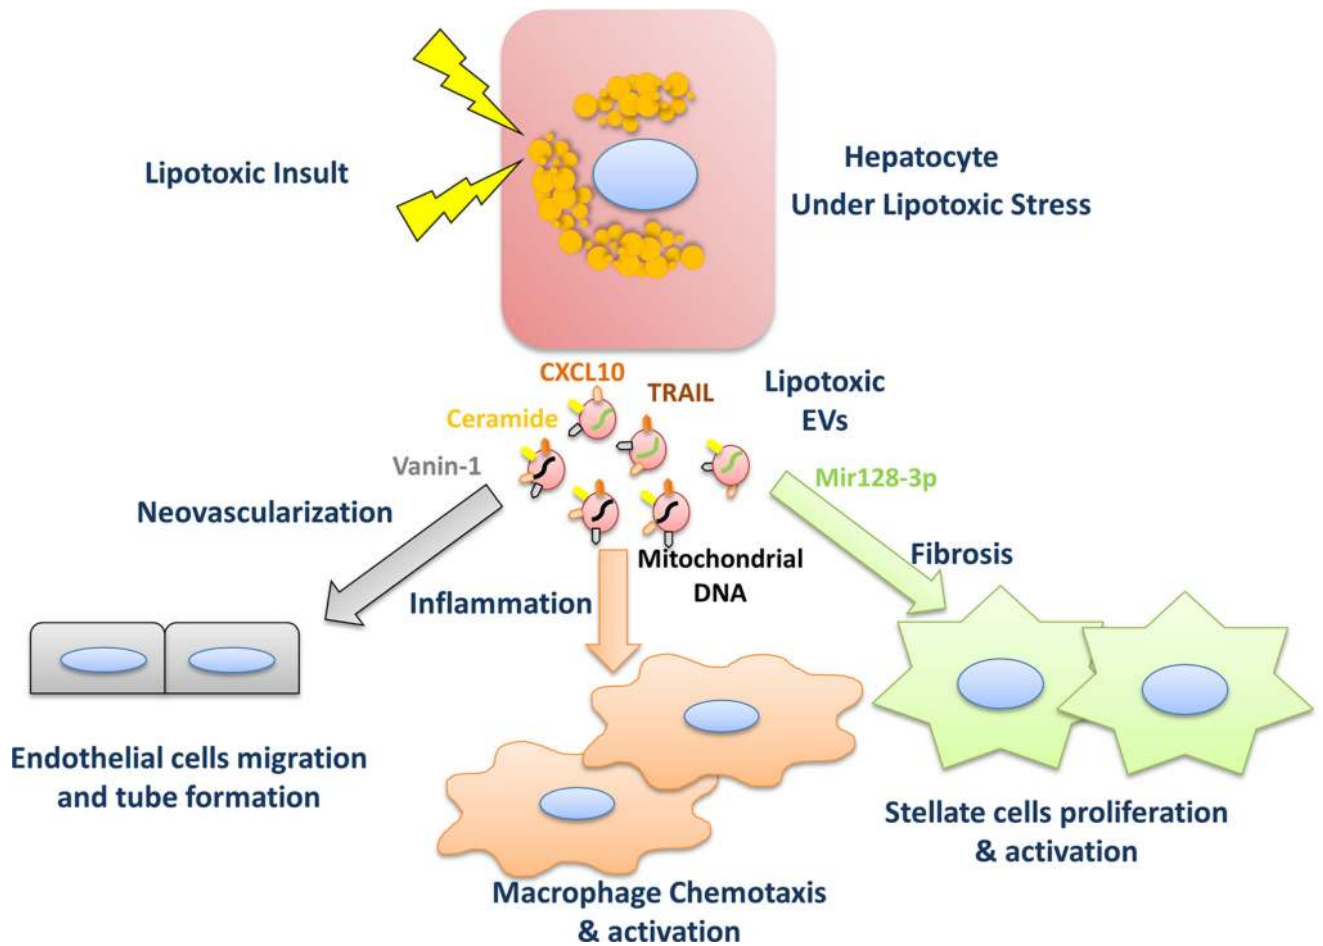 Lipotoxic Insult
Hepatocyte
Under Lipotoxic Stress
CXCL10
TRAIL
Lipotoxic
EVs
Ceramide
Vanin-1
Mir128-3p
Neovascularization
Mitochondrial
DNA
Fibrosis
Inflammation
Endothelial cells migration
and tube formation
Stellate cells proliferation
& activation
Macrophage Chemotaxis
& activation